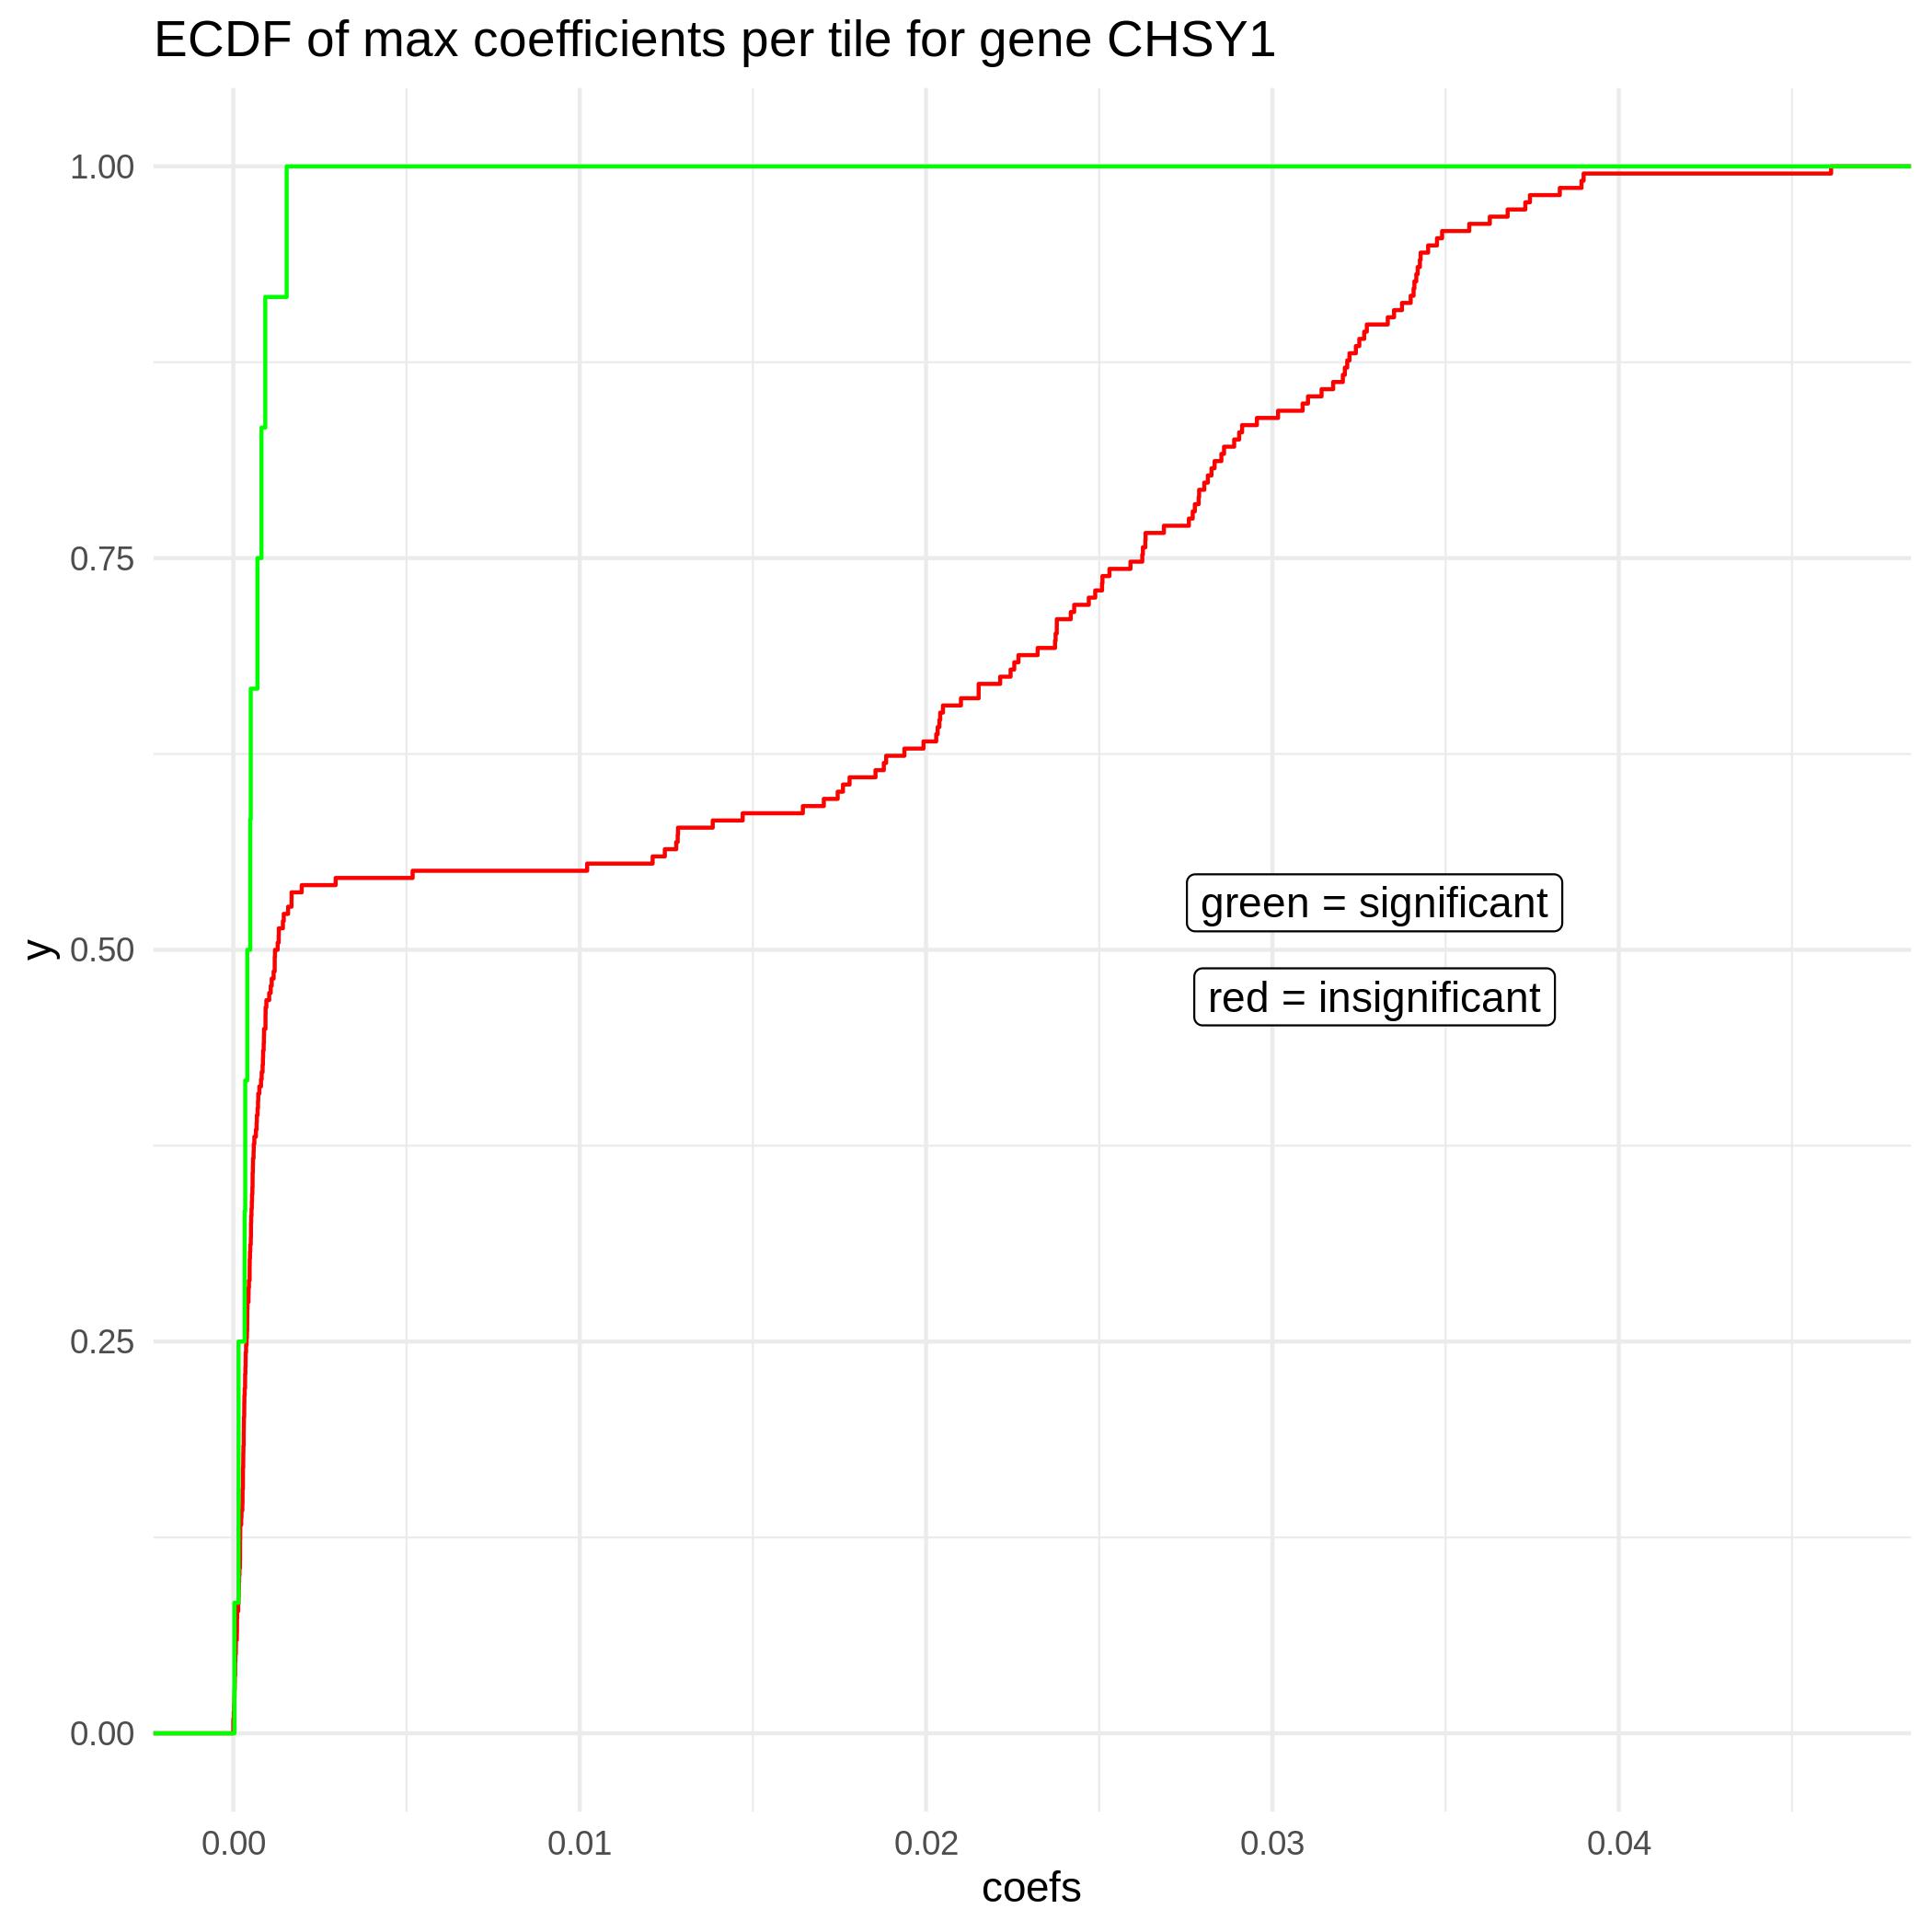 ECDF of max coefficients per tile for gene CHSY1
1.00
0.75
0.50
0.25
0.00
y
green = significant
red = insignificant
0.00 0.01 0.02 0.03 0.04
coefs